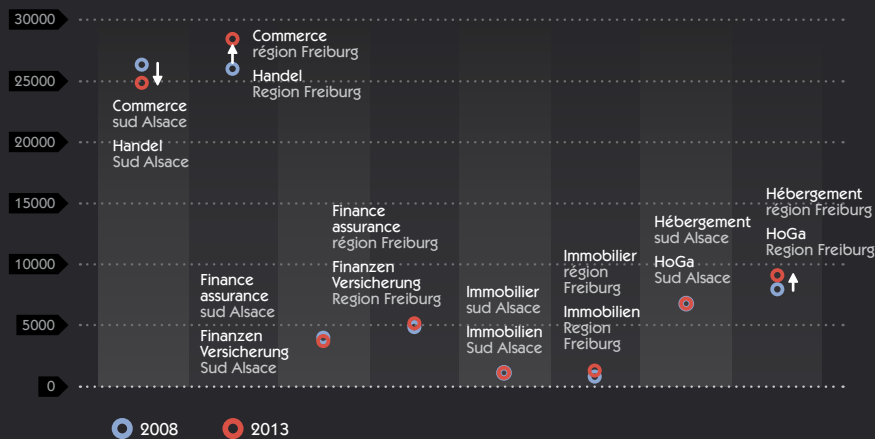 30000
25000
20000
15000
10000
5000
0
Commerce
sud Alsace
Handel
Sud Alsace
Commerce
région Freiburg
Handel
Region Freiburg
Finance
assurance
sud Alsace
Finanzen
Versicherung
Sud Alsace
Finance
assurance
région Freiburg
Finanzen
Versicherung
Region Freiburg
Immobilier
sud Alsace
Immobilien
Sud Alsace
Immobilier
région
Freiburg
Immobilien
Region
Freiburg
Hébergement
sud Alsace
HoGa
Sud Alsace
Hébergement
région Freiburg
HoGa
Region Freiburg
2008
2013